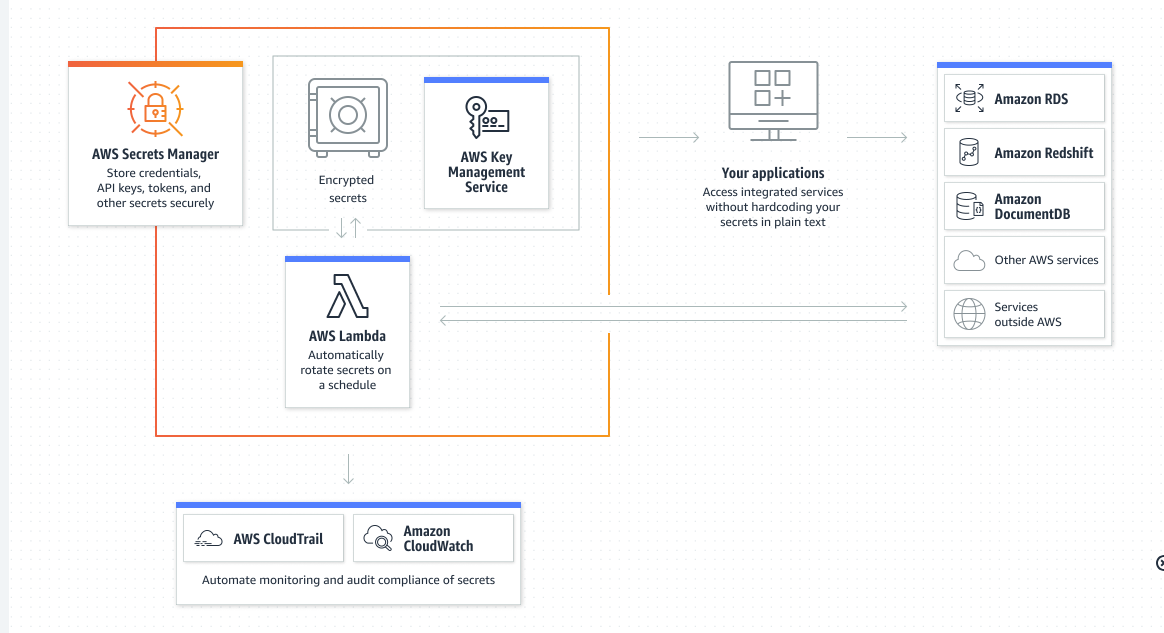 AWS Secrets Manager
Store credentials,
API keys, tokens, and
other secrets securely
Encrypted
secrets
AWS Key
Management
Service
AWS Lambda
Automatically
rotate secrets on
a schedule
Your applications
Access integrated services
without hardcoding your
secrets in plain text
Amazon RDS
Amazon Redshift
Amazon
DocumentDB
Other AWS services
Services
outside AWS
AWS CloudTrail
Amazon
CloudWatch
Automate monitoring and audit compliance of secrets